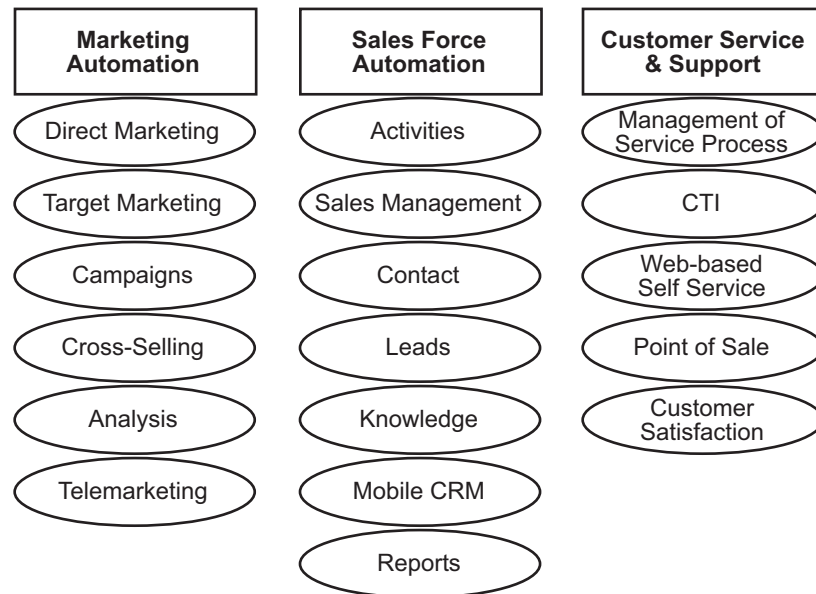 Marketing
Automation
Direct Marketing
Target Marketing
Campaigns
Cross-Selling
Analysis
Telemarketing
Sales Force
Automation
Activities
Sales Management
Contact
Leads
Knowledge
Mobile CRM
Reports
Customer Service
& Support
Management of
Service Process
CTI
Web-based
Self Service
Point of Sale
Customer
Satisfaction